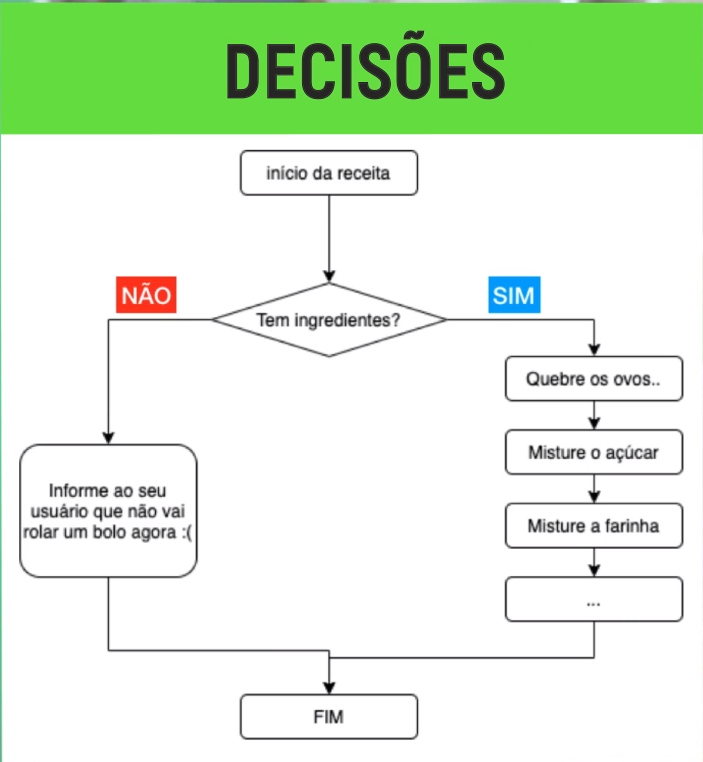 DECISÕES
início da receita
NÃO
SIM
Tem ingredientes?
Quebre os ovos..
Misture o açúcar
Misture a farinha
...
Informe ao seu
usuário que não vai
rolar um bolo agora :(
FIM